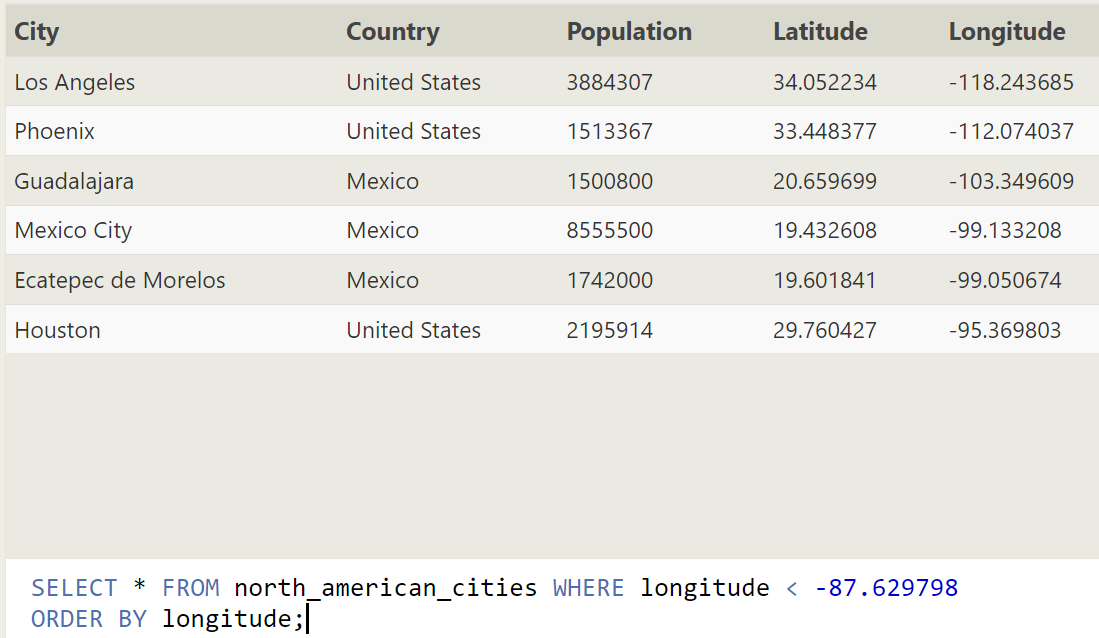 City Country Population Latitude Longitude
Los Angeles United States 3884307 34.052234 -118.243685
Phoenix United States 1513367 33.448377 -112.074037
Guadalajara Mexico 1500800 20.659699 -103.349609
Mexico City Mexico 8555500 19.432608 -99.133208
Ecatepec de Morelos Mexico 1742000 19.601841 -99.050674
Houston United States 2195914 29.760427 -95.369803
SELECT * FROM north_american_cities WHERE longitude < -87.629798
ORDER BY longitude;